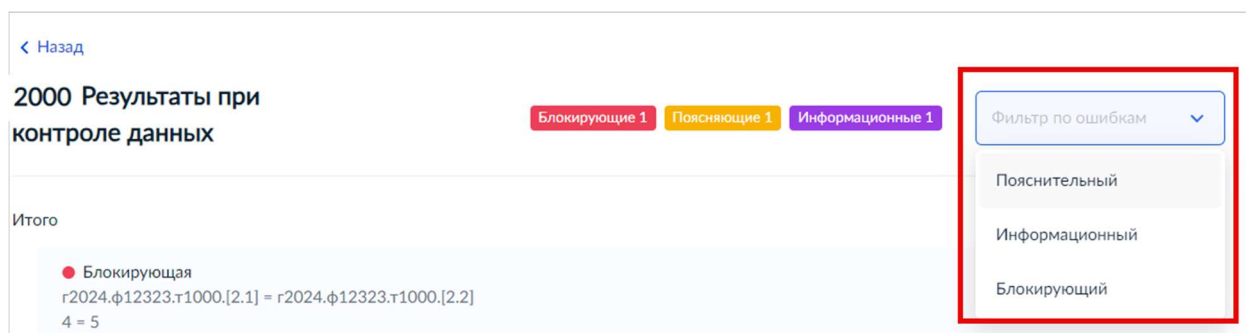 Назад
2000 Результаты при
контроле данных
Блокирующие 1
Поясняющие 1
Информационные 1
Фильтр по ошибкам
Пояснительный
Информационный
Блокирующий
Итого
Блокирующая
г2024.ф12323.т1000.[2.1] = г2024.ф12323.т1000.[2.2]
4 = 5